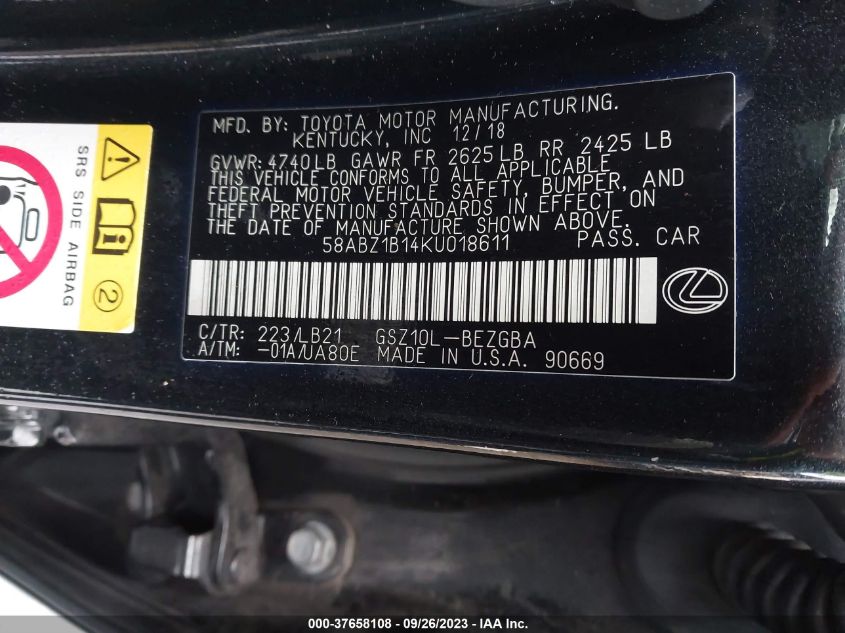 MFD. BY: TOYOTA MOTOR MANUFACTURING.
KENTUCKY, INC 12/18
GVWR: 4740LB GAWR FR 2625LB RR 2425 LB
THIS VEHICLE CONFORMS TO ALL APPLICABLE
FEDERAL MOTOR VEHICLE SAFETY, BUMPER, AND
THEFT PREVENTION STANDARDS IN EFFECT ON
THE DATE OF MANUFACTURE SHOWN ABOVE.
58ABZ1B14KU018611 PASS. CAR
C/TR: 223/LB21 GSZ10L-BEZGBA
A/TM: -01A/UA80E MADE IN U.S.A. 90669
SRS SIDE AIRBAG
2
000-37658108 - 09/26/2023 - IAA Inc.